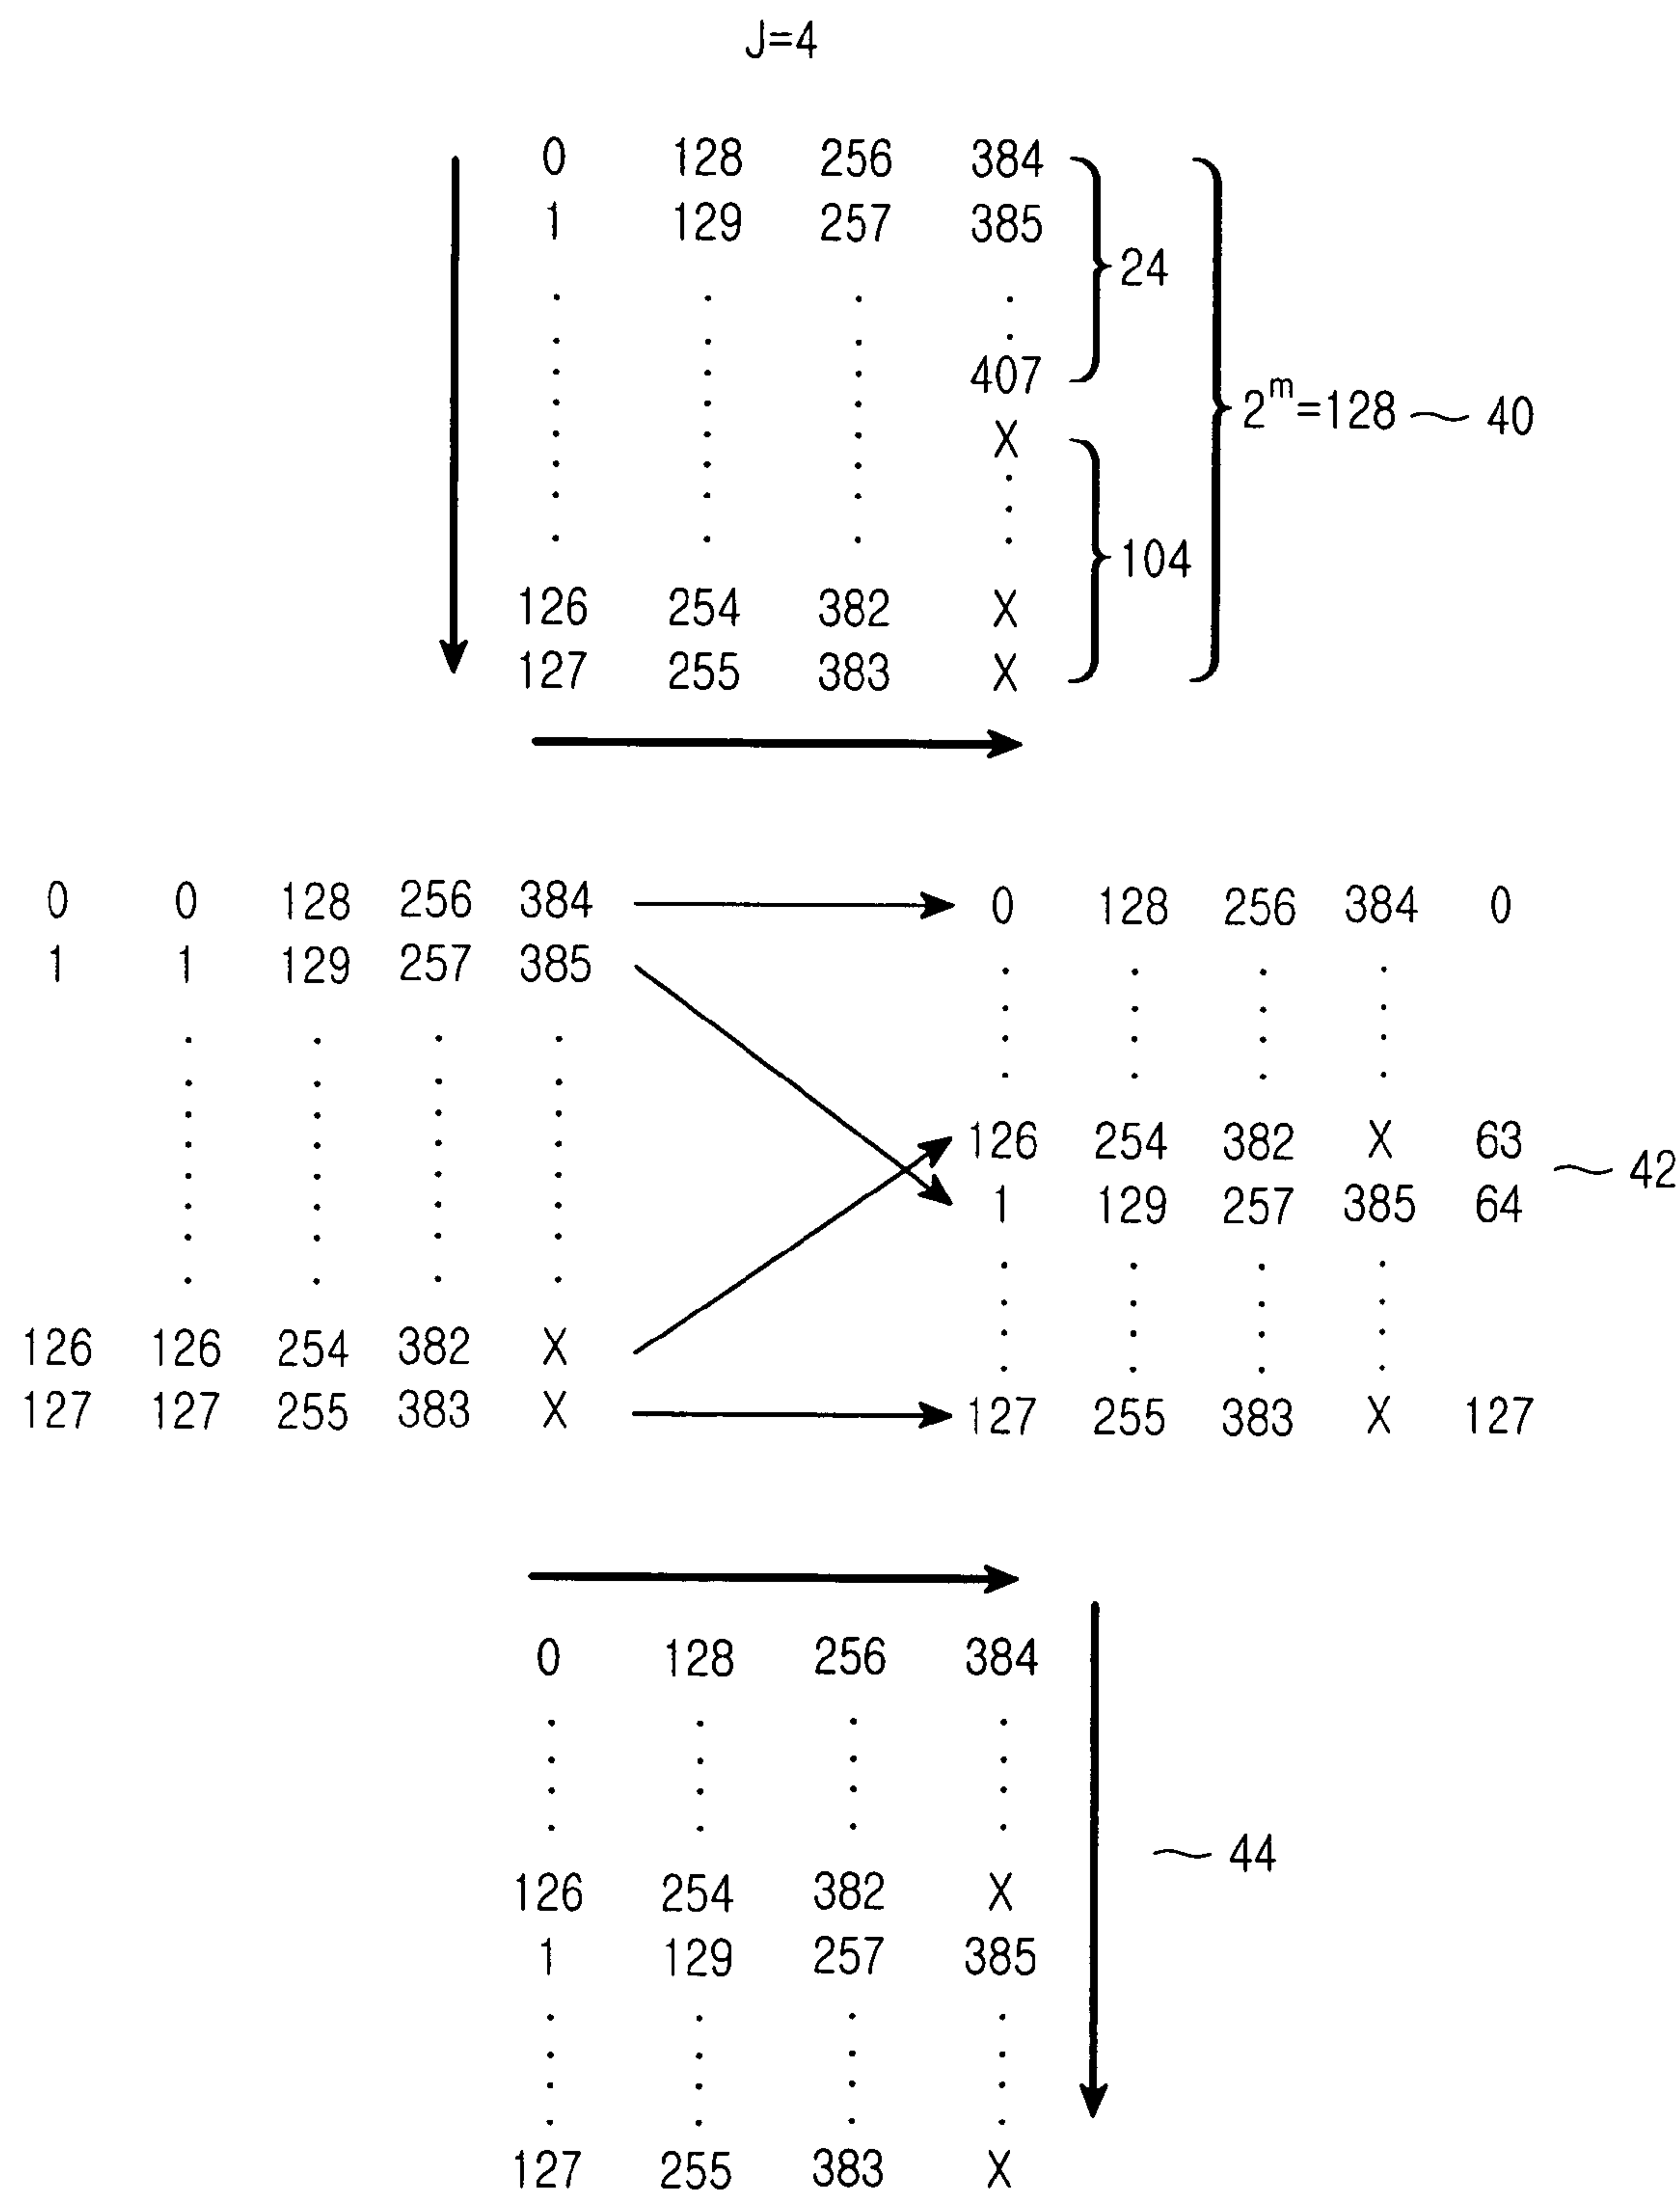 J=4
0 128 256 384
1 129 257 385
24
407
2^m=128 40
X
104
126 254 382 X
127 255 383 X
0 0 128 256 384 0 128 256 384 0
1 1 129 257 385
126 254 382 X 63
42
1 129 257 385 64
126 126 254 382 X
127 127 255 383 X 127 255 383 X 127
0 128 256 384
44
126 254 382 X
1 129 257 385
127 255 383 X